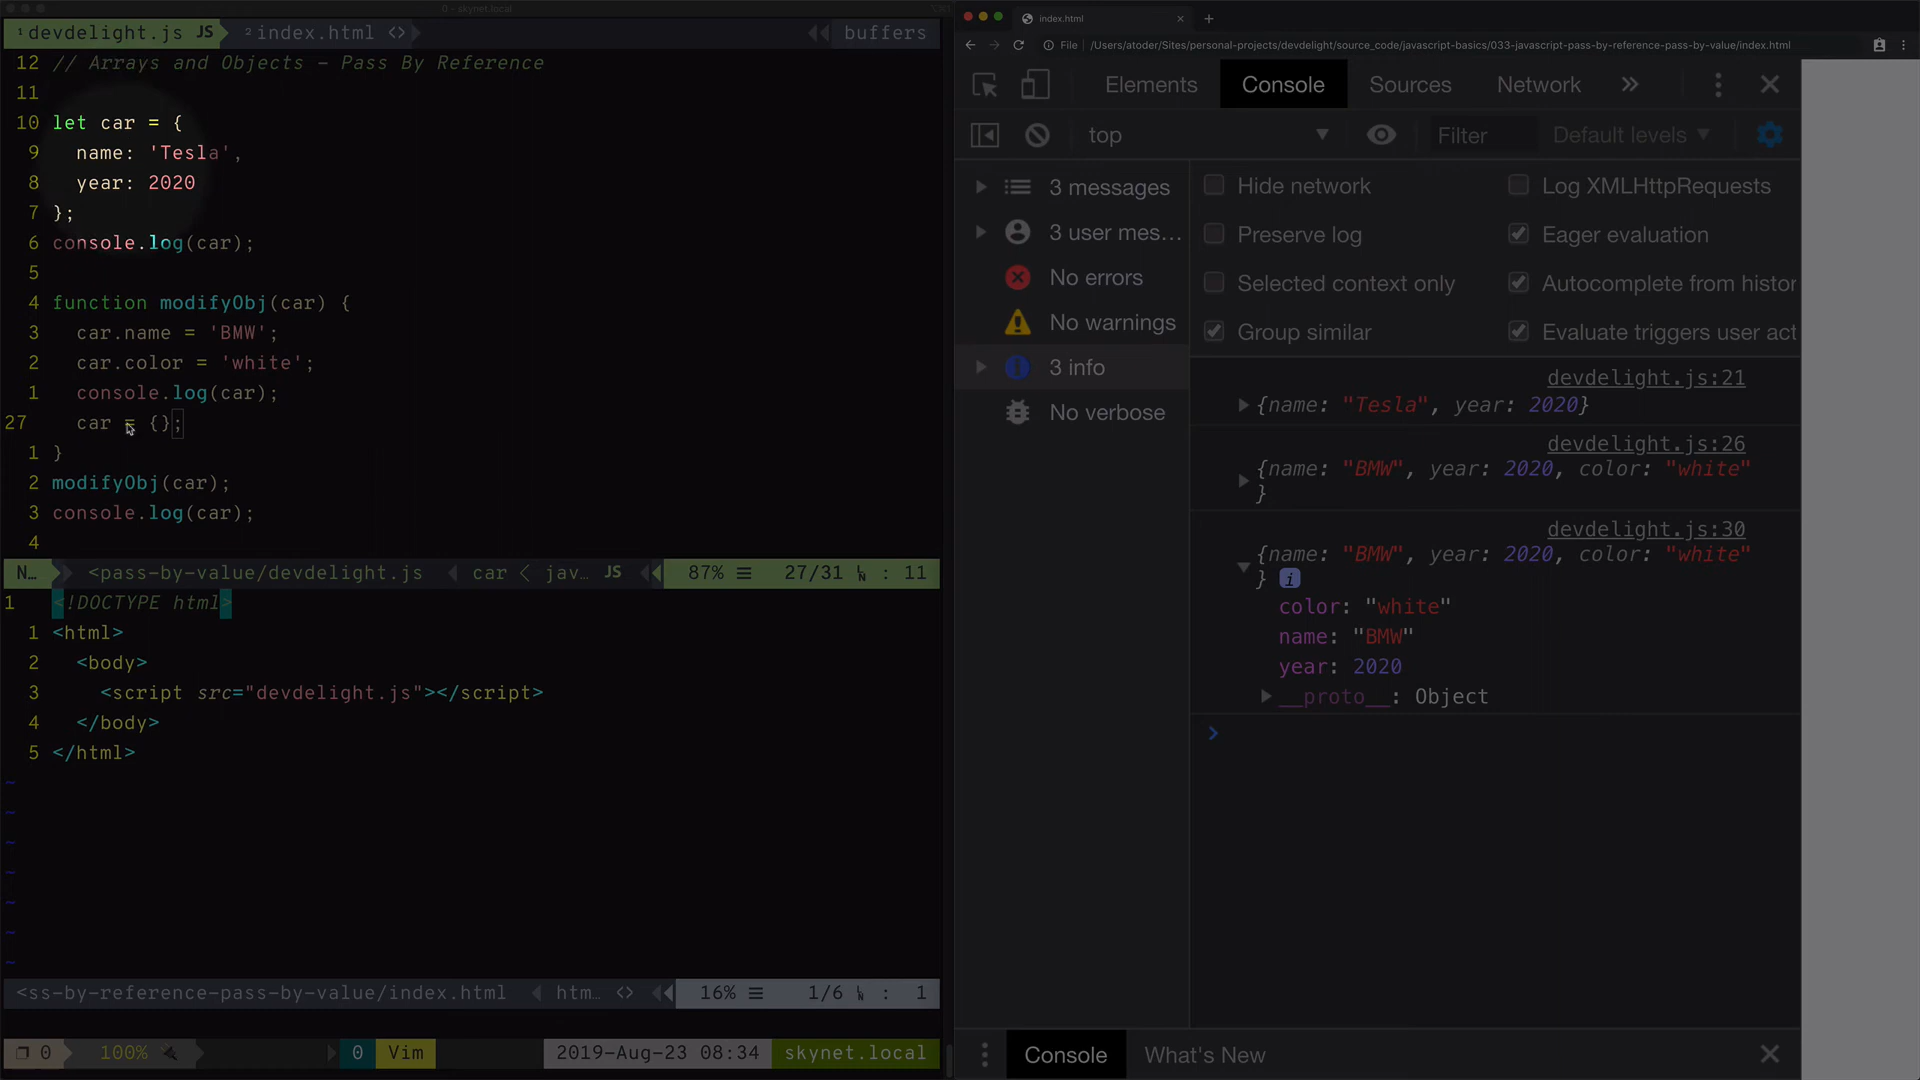 0 - skynet.local
1 devdelight.js JS 2 index.html <> buffers
12 // Arrays and Objects - Pass By Reference
11
10 let car = {
9 name: 'Tesla',
8 year: 2020
7 };
6 console.log(car);
5
4 function modifyObj(car) {
3 car.name = 'BMW';
2 car.color = 'white';
1 console.log(car);
27 car = {};
1 }
2 modifyObj(car);
3 console.log(car);
4
N… <pass-by-value/devdelight.js car < jav… JS 87% ☰ 27/31 : 11
1 <!DOCTYPE html>
1 <html>
2 <body>
3 <script src="devdelight.js"></script>
4 </body>
5 </html>
~
~
~
~
~
~
~
<ss-by-reference-pass-by-value/index.html htm… <> 16% ☰ 1/6 : 1
0 100% 0 Vim 2019-Aug-23 08:34 skynet.local
index.html
File /Users/atoder/Sites/personal-projects/devdelight/source_code/javascript-basics/033-javascript-pass-by-reference-pass-by-value/index.html
Elements Console Sources Network »
top Filter Default levels
3 messages
3 user mes…
No errors
No warnings
3 info
No verbose
Hide network Log XMLHttpRequests
Preserve log Eager evaluation
Selected context only Autocomplete from histor
Group similar Evaluate triggers user act
devdelight.js:21
{name: "Tesla", year: 2020}
devdelight.js:26
{name: "BMW", year: 2020, color: "white"
}
devdelight.js:30
{name: "BMW", year: 2020, color: "white"
} i
color: "white"
name: "BMW"
year: 2020
__proto__: Object
>
Console What's New